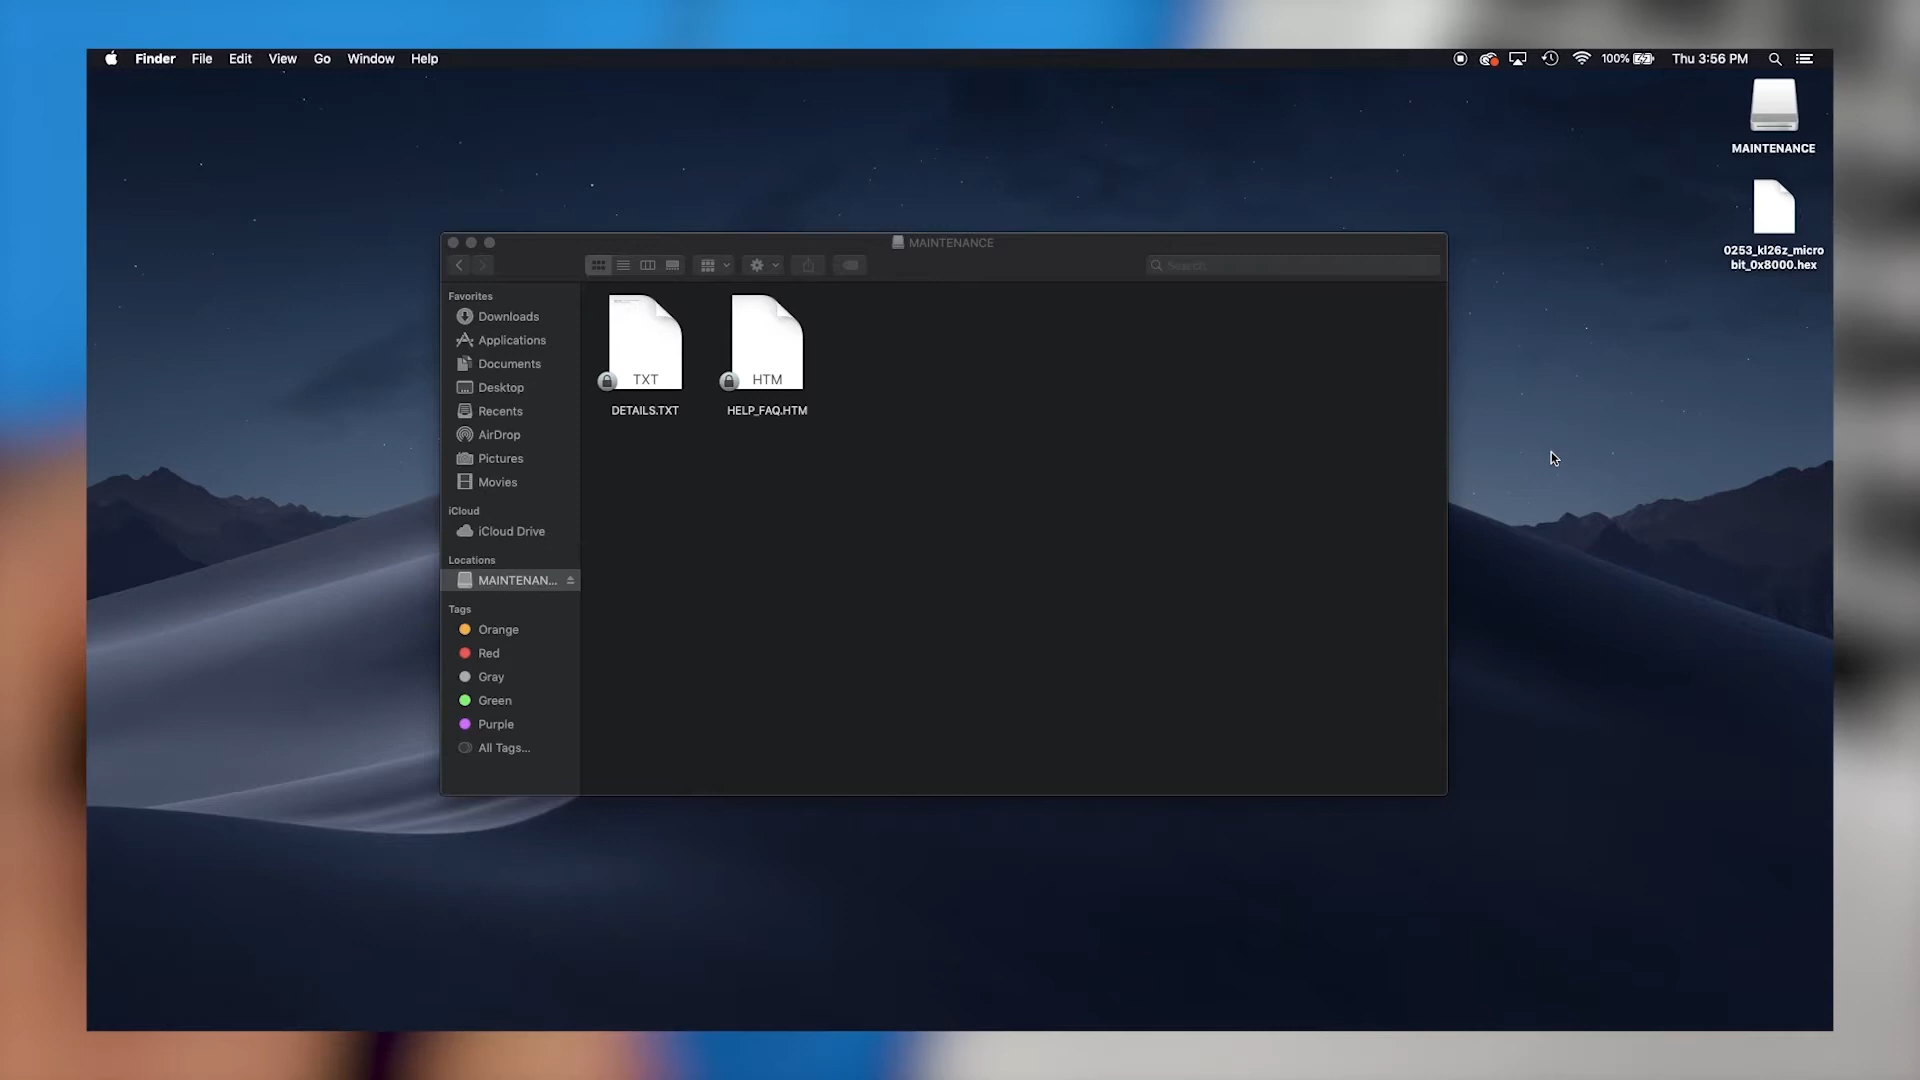 Finder File Edit View Go Window Help
100% Thu 3:56 PM
MAINTENANCE
0253_kl26z_micro
bit_0x8000.hex
MAINTENANCE
Search
Favorites
Downloads
Applications
Documents
Desktop
Recents
AirDrop
Pictures
Movies
iCloud
iCloud Drive
Locations
MAINTENAN...
Tags
Orange
Red
Gray
Green
Purple
All Tags...
TXT
DETAILS.TXT
HTM
HELP_FAQ.HTM